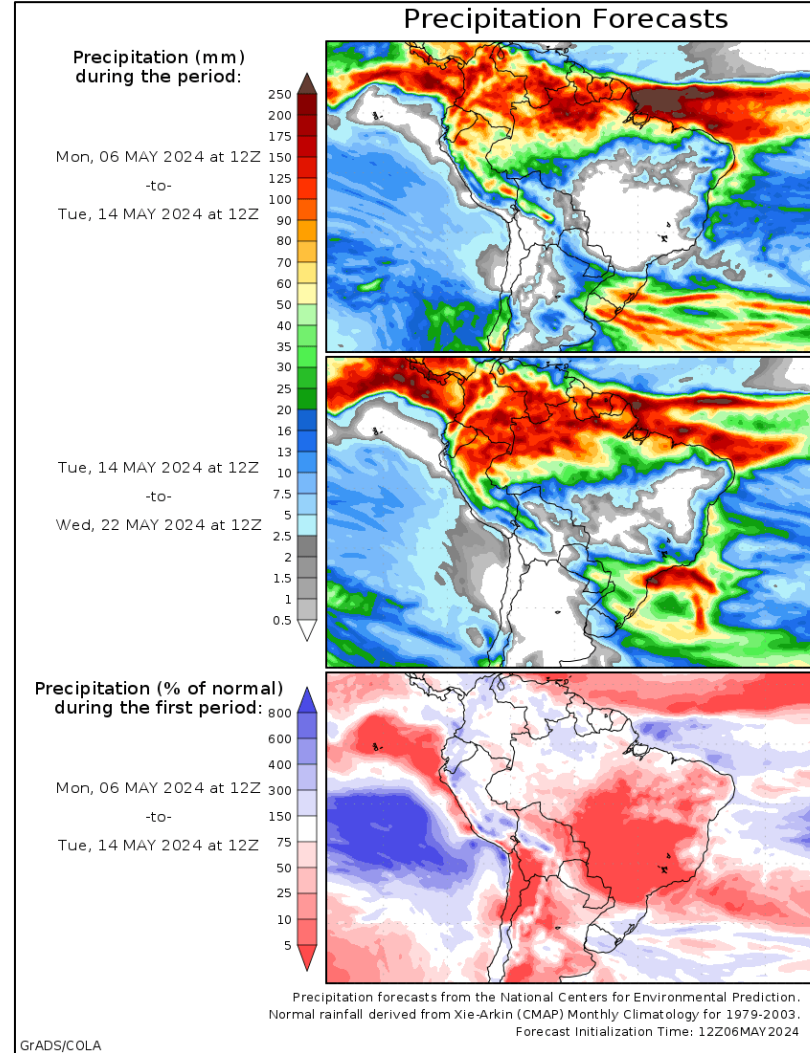 Precipitation Forecasts
Precipitation (mm)
during the period:
Mon, 06 MAY 2024 at 12Z
-to-
Tue, 14 MAY 2024 at 12Z
250
200
175
150
125
100
90
80
70
60
50
40
35
30
25
20
16
13
10
7.5
5
2.5
2
1.5
1
0.5
Tue, 14 MAY 2024 at 12Z
-to-
Wed, 22 MAY 2024 at 12Z
Precipitation (% of normal)
during the first period:
Mon, 06 MAY 2024 at 12Z
-to-
Tue, 14 MAY 2024 at 12Z
800
600
400
300
150
75
50
25
10
5
Precipitation forecasts from the National Centers for Environmental Prediction.
Normal rainfall derived from Xie-Arkin (CMAP) Monthly Climatology for 1979-2003.
Forecast Initialization Time: 12Z06MAY2024
GrADS/COLA